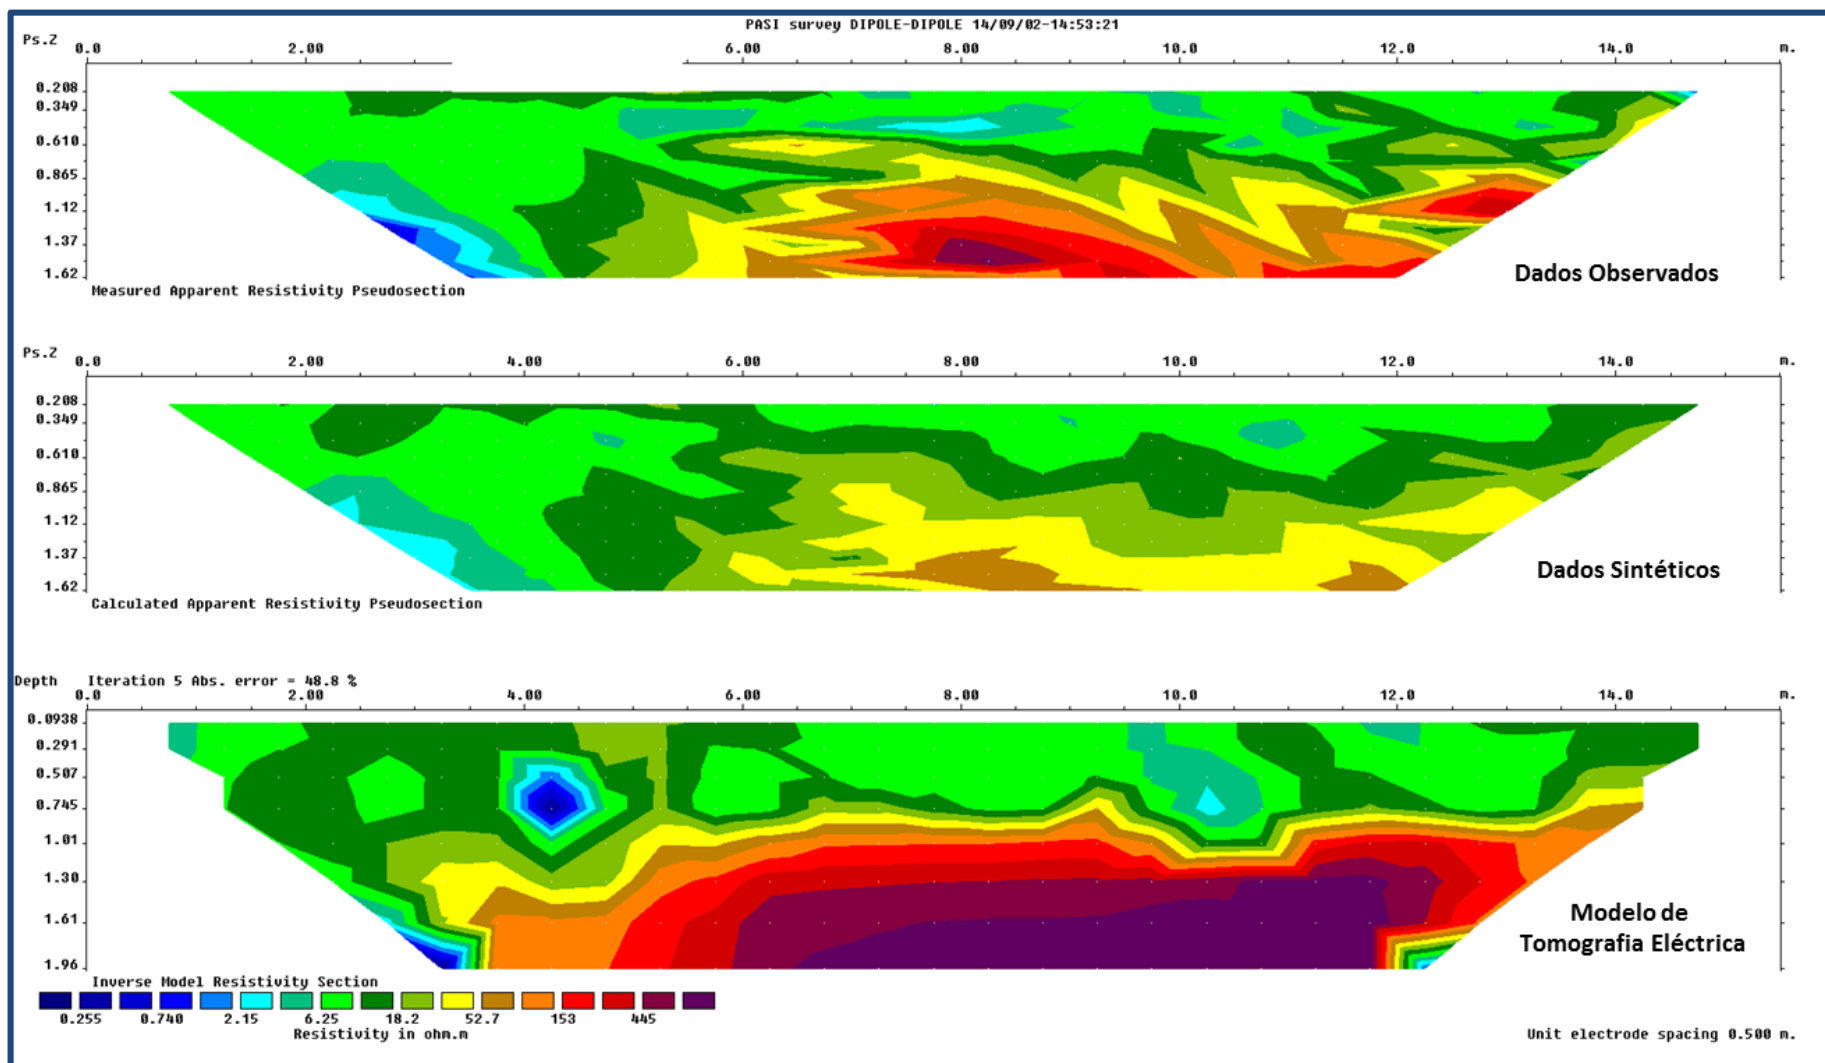 PASI survey DIPOLE-DIPOLE 14/09/02-14:53:21
Ps.Z 0.0 2.00 6.00 8.00 10.0 12.0 14.0 m.
0.208
0.349
0.610
0.865
1.12
1.37
1.62
Dados Observados
Measured Apparent Resistivity Pseudosection
Ps.Z 0.0 2.00 4.00 6.00 8.00 10.0 12.0 14.0 m.
0.208
0.349
0.610
0.865
1.12
1.37
1.62
Dados Sintéticos
Calculated Apparent Resistivity Pseudosection
Depth Iteration 5 Abs. error = 48.8 %
0.0 2.00 4.00 6.00 8.00 10.0 12.0 14.0 m.
0.0938
0.291
0.507
0.745
1.01
1.30
1.61
1.96
Modelo de
Tomografia Eléctrica
Inverse Model Resistivity Section
0.255 0.740 2.15 6.25 18.2 52.7 153 445
Resistivity in ohm.m
Unit electrode spacing 0.500 m.